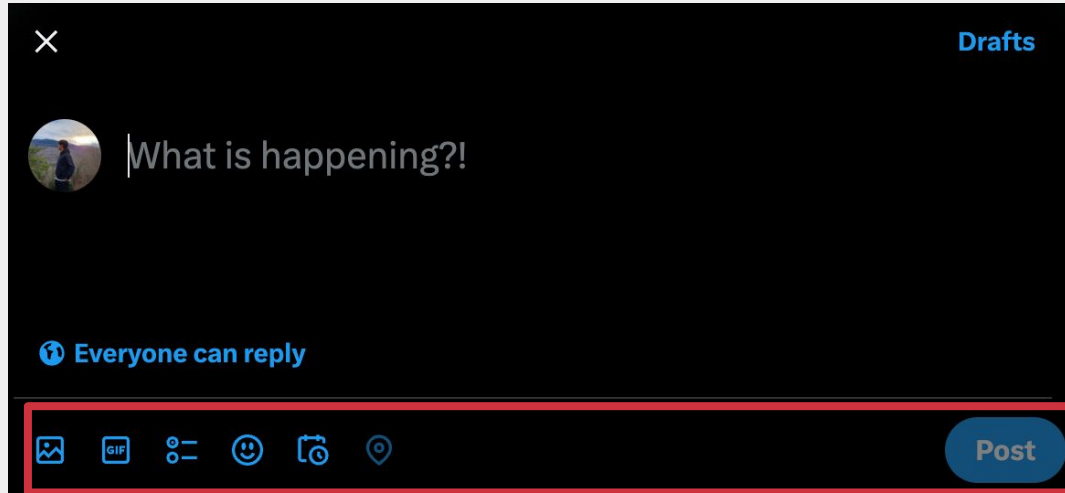 Drafts
What is happening?!
Everyone can reply
GIF
Post